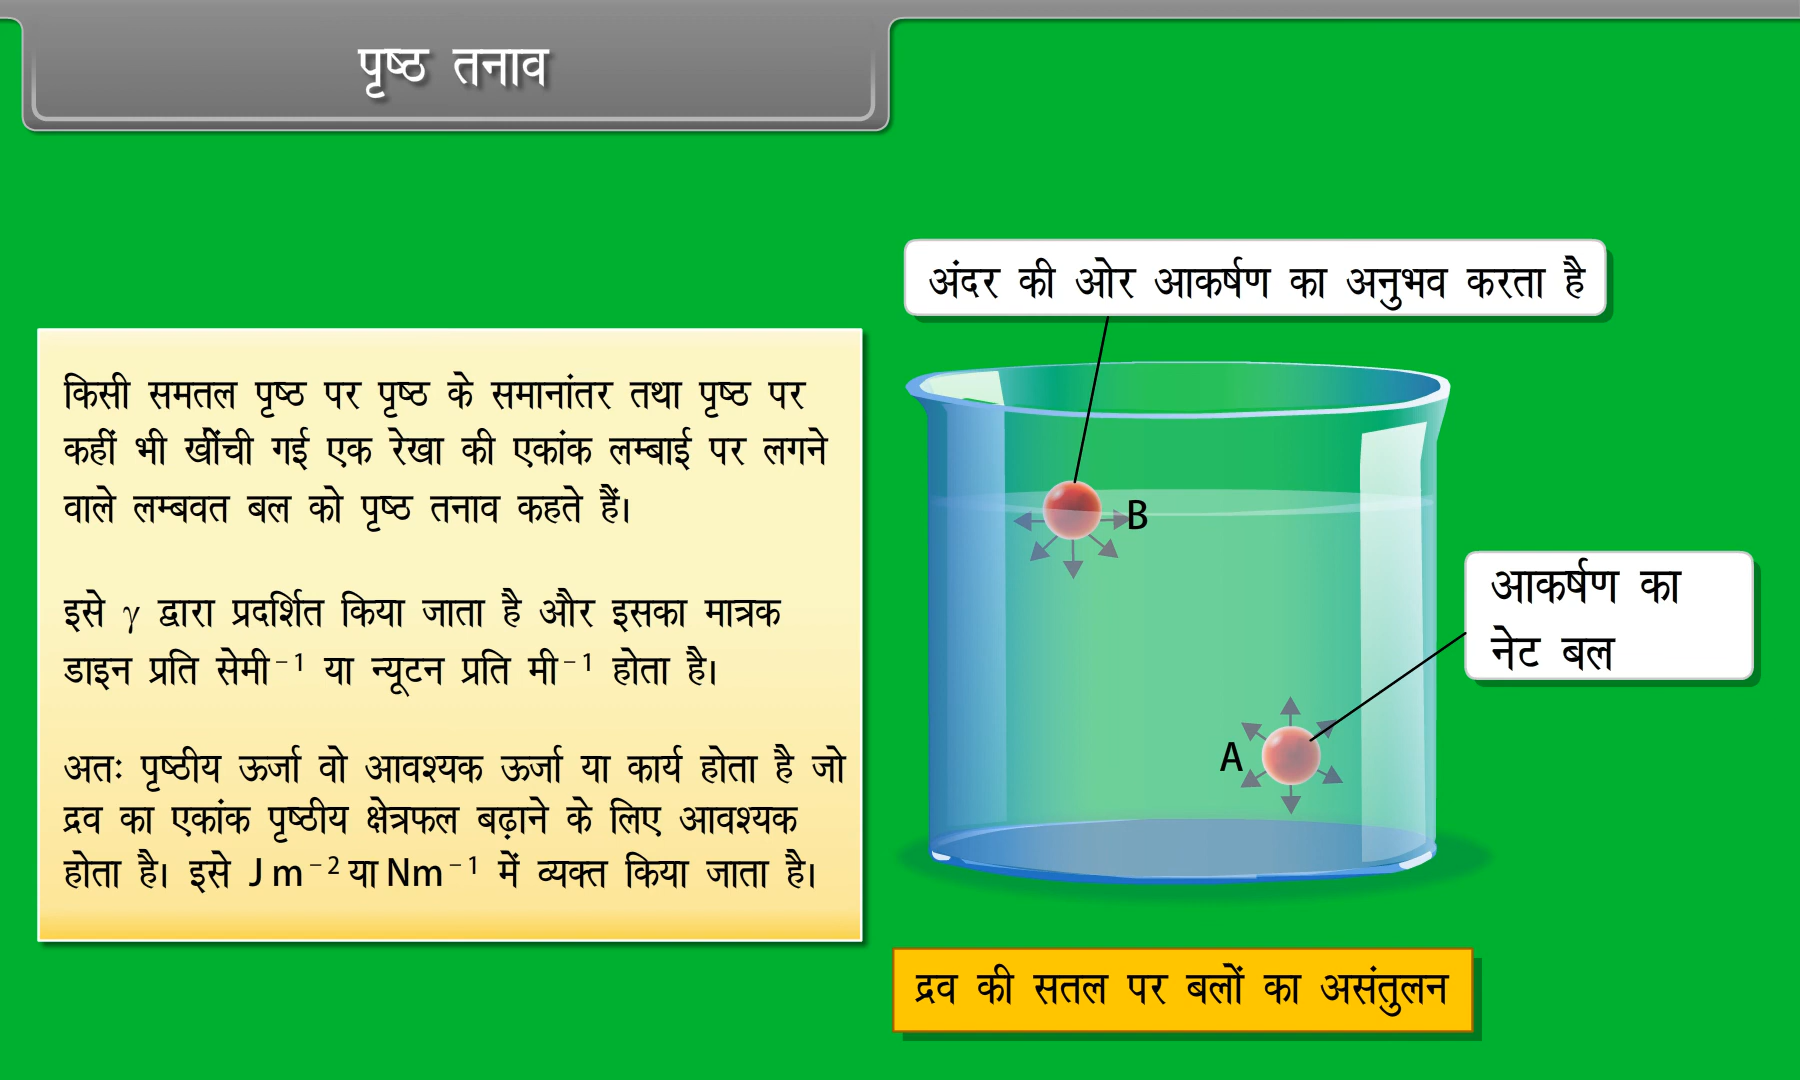 पृष्ठ तनाव
अंदर की ओर आकर्षण का अनुभव करता है
किसी समतल पृष्ठ पर पृष्ठ के समानांतर तथा पृष्ठ पर
कहीं भी खींची गई एक रेखा की एकांक लम्बाई पर लगने
वाले लम्बवत बल को पृष्ठ तनाव कहते हैं।
इसे γ द्वारा प्रदर्शित किया जाता है और इसका मात्रक
डाइन प्रति सेमी⁻¹ या न्यूटन प्रति मी⁻¹ होता है।
अतः पृष्ठीय ऊर्जा वो आवश्यक ऊर्जा या कार्य होता है जो
द्रव का एकांक पृष्ठीय क्षेत्रफल बढ़ाने के लिए आवश्यक
होता है। इसे J m⁻² या Nm⁻¹ में व्यक्त किया जाता है।
B
आकर्षण का
नेट बल
A
द्रव की सतल पर बलों का असंतुलन